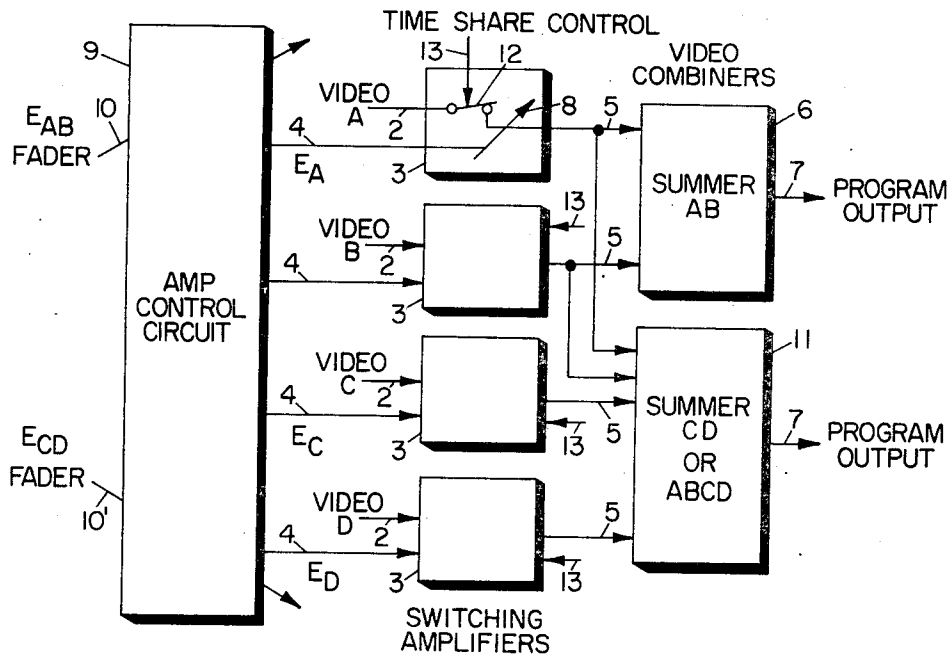 TIME SHARE CONTROL
13
12
9
VIDEO
A
2
8
VIDEO
COMBINERS
5
6
10
E_AB
FADER
4
E_A
3
SUMMER
AB
7
PROGRAM
OUTPUT
VIDEO
B
2
13
5
4
3
AMP
CONTROL
CIRCUIT
VIDEO
C
2
4
E_C
3
13
5
11
SUMMER
CD
OR
ABCD
7
PROGRAM
OUTPUT
E_CD
FADER
10'
VIDEO
D
2
4
E_D
3
5
13
SWITCHING
AMPLIFIERS